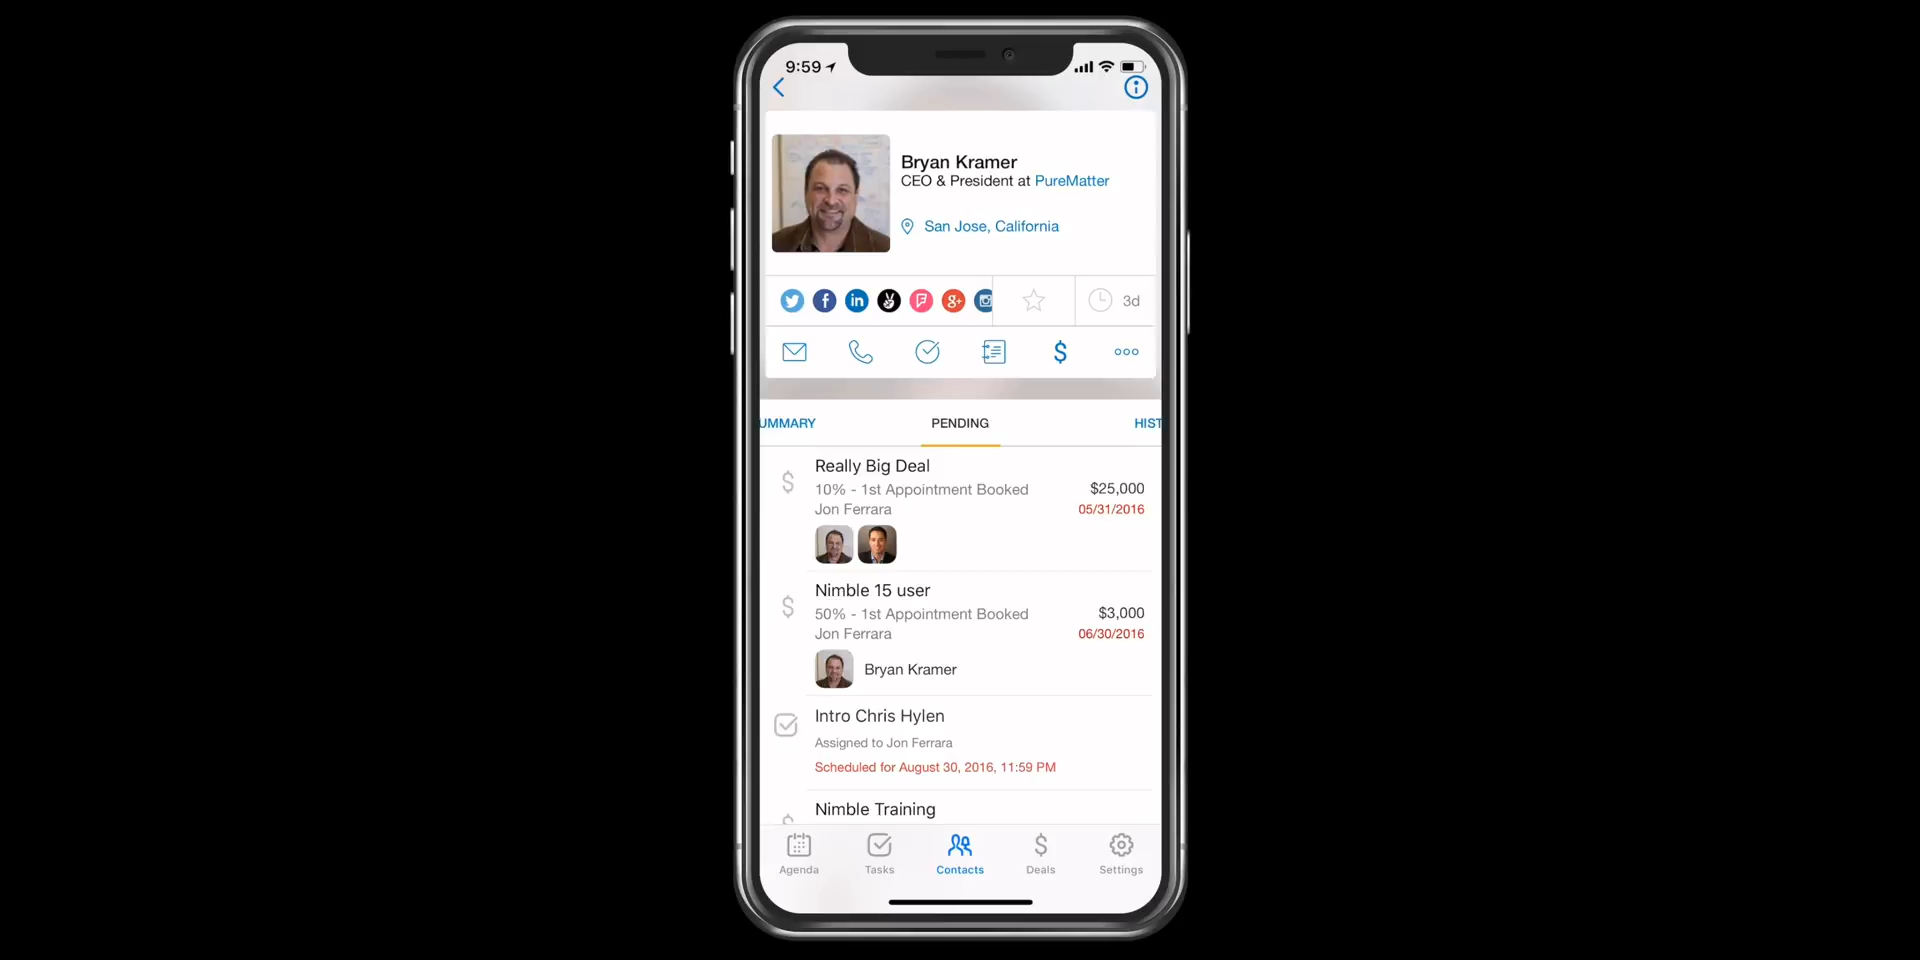 9:59
Bryan Kramer
CEO & President at PureMatter
San Jose, California
3d
UMMARY
PENDING
HIST
Really Big Deal
10% - 1st Appointment Booked
$25,000
Jon Ferrara
05/31/2016
Nimble 15 user
50% - 1st Appointment Booked
$3,000
Jon Ferrara
06/30/2016
Bryan Kramer
Intro Chris Hylen
Assigned to Jon Ferrara
Scheduled for August 30, 2016, 11:59 PM
Nimble Training
Agenda
Tasks
Contacts
Deals
Settings